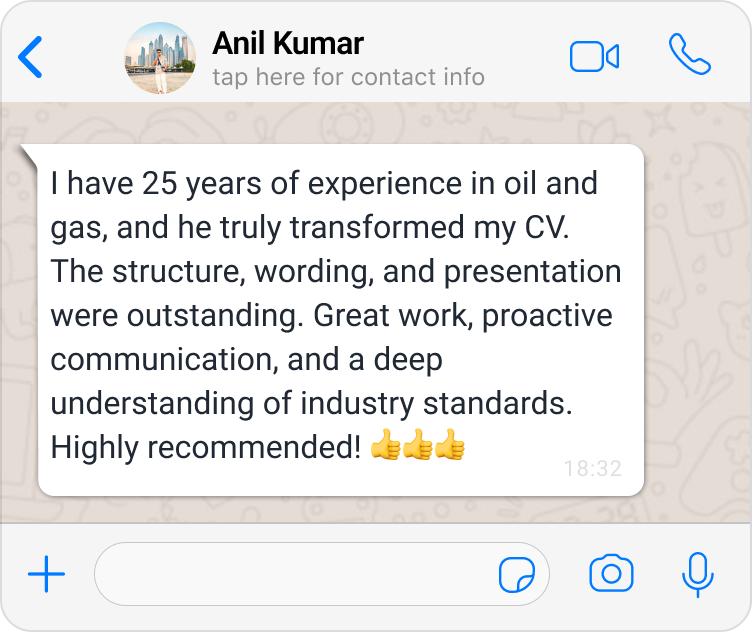 Anil Kumar
tap here for contact info
I have 25 years of experience in oil and
gas, and he truly transformed my CV.
The structure, wording, and presentation
were outstanding. Great work, proactive
communication, and a deep
understanding of industry standards.
Highly recommended! 👍👍👍
18:32